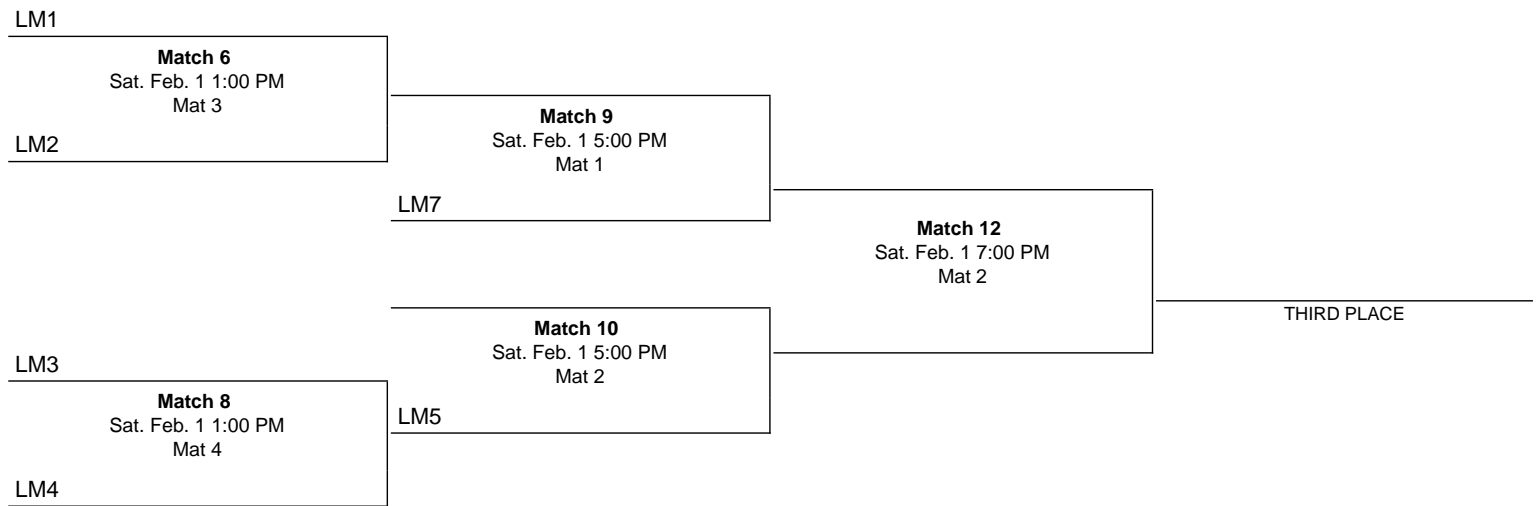 LM1
Match 6
Sat. Feb. 1 1:00 PM
Mat 3
LM2
Match 9
Sat. Feb. 1 5:00 PM
Mat 1
LM7
Match 12
Sat. Feb. 1 7:00 PM
Mat 2
THIRD PLACE
Match 10
Sat. Feb. 1 5:00 PM
Mat 2
LM5
LM3
Match 8
Sat. Feb. 1 1:00 PM
Mat 4
LM4